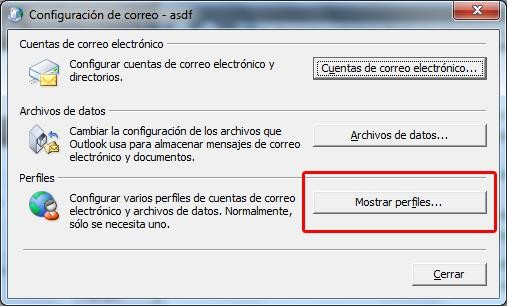 Configuración de correo - asdf
Cuentas de correo electrónico
Configurar cuentas de correo electrónico y
directorios.
Cuentas de correo electrónico...
Archivos de datos
Cambiar la configuración de los archivos que
Outlook usa para almacenar mensajes de correo
electrónico y documentos.
Archivos de datos...
Perfiles
Configurar varios perfiles de cuentas de correo
electrónico y archivos de datos. Normalmente,
sólo se necesita uno.
Mostrar perfiles...
Cerrar